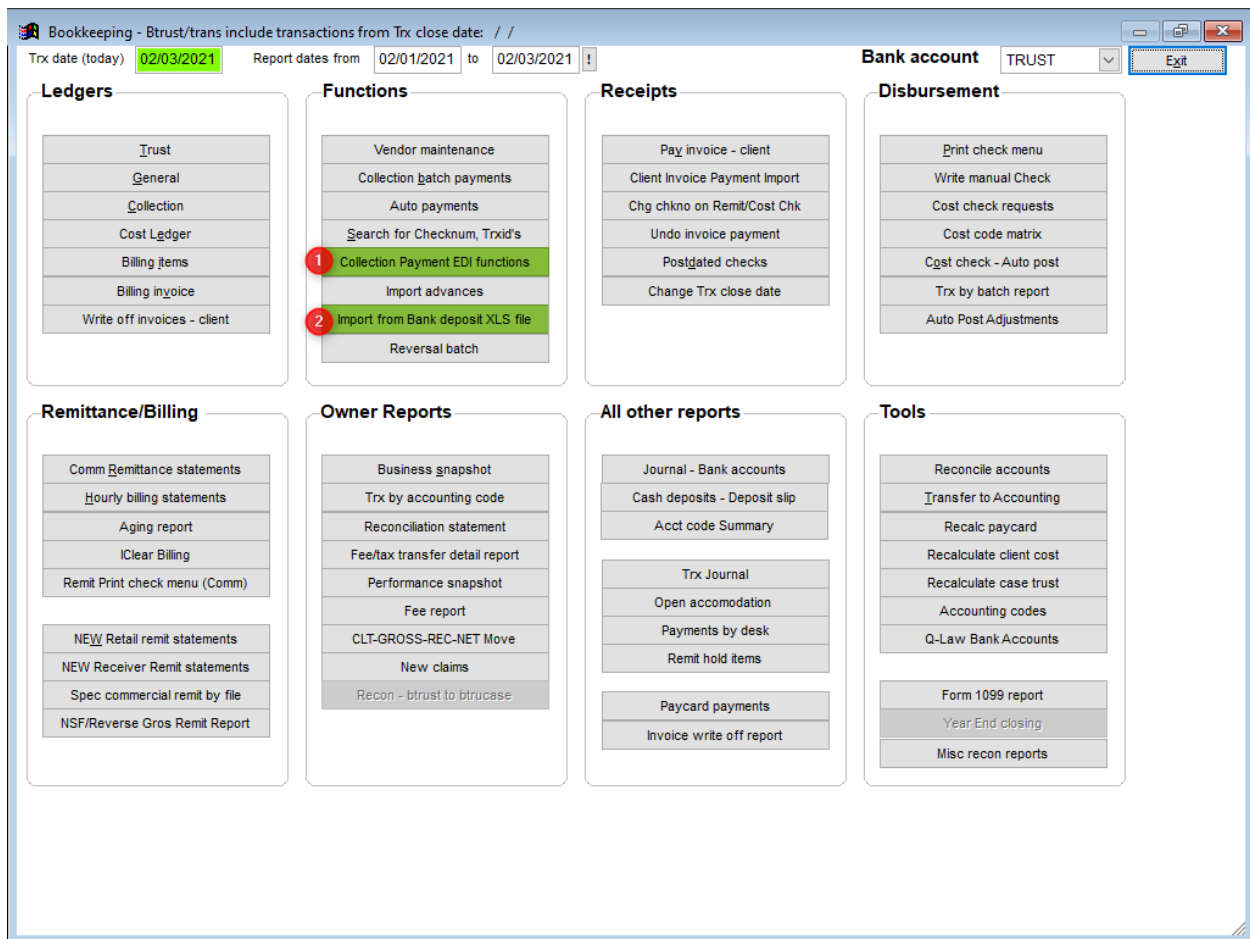 Bookkeeping - Btrust/trans include transactions from Trx close date: / /
Trx date (today) 02/03/2021 Report dates from 02/01/2021 to 02/03/2021 ! Bank account TRUST Exit
Ledgers
Trust
General
Collection
Cost Ledger
Billing items
Billing invoice
Write off invoices - client
Functions
Vendor maintenance
Collection batch payments
Auto payments
Search for Checknum, Trxid's
1 Collection Payment EDI functions
Import advances
2 Import from Bank deposit XLS file
Reversal batch
Receipts
Pay invoice - client
Client Invoice Payment Import
Chg chkno on Remit/Cost Chk
Undo invoice payment
Postdated checks
Change Trx close date
Disbursement
Print check menu
Write manual Check
Cost check requests
Cost code matrix
Cost check - Auto post
Trx by batch report
Auto Post Adjustments
Remittance/Billing
Comm Remittance statements
Hourly billing statements
Aging report
IClear Billing
Remit Print check menu (Comm)
NEW Retail remit statements
NEW Receiver Remit statements
Spec commercial remit by file
NSF/Reverse Gros Remit Report
Owner Reports
Business snapshot
Trx by accounting code
Reconciliation statement
Fee/tax transfer detail report
Performance snapshot
Fee report
CLT-GROSS-REC-NET Move
New claims
Recon - btrust to btrucase
All other reports
Journal - Bank accounts
Cash deposits - Deposit slip
Acct code Summary
Trx Journal
Open accomodation
Payments by desk
Remit hold items
Paycard payments
Invoice write off report
Tools
Reconcile accounts
Transfer to Accounting
Recalc paycard
Recalculate client cost
Recalculate case trust
Accounting codes
Q-Law Bank Accounts
Form 1099 report
Year End closing
Misc recon reports